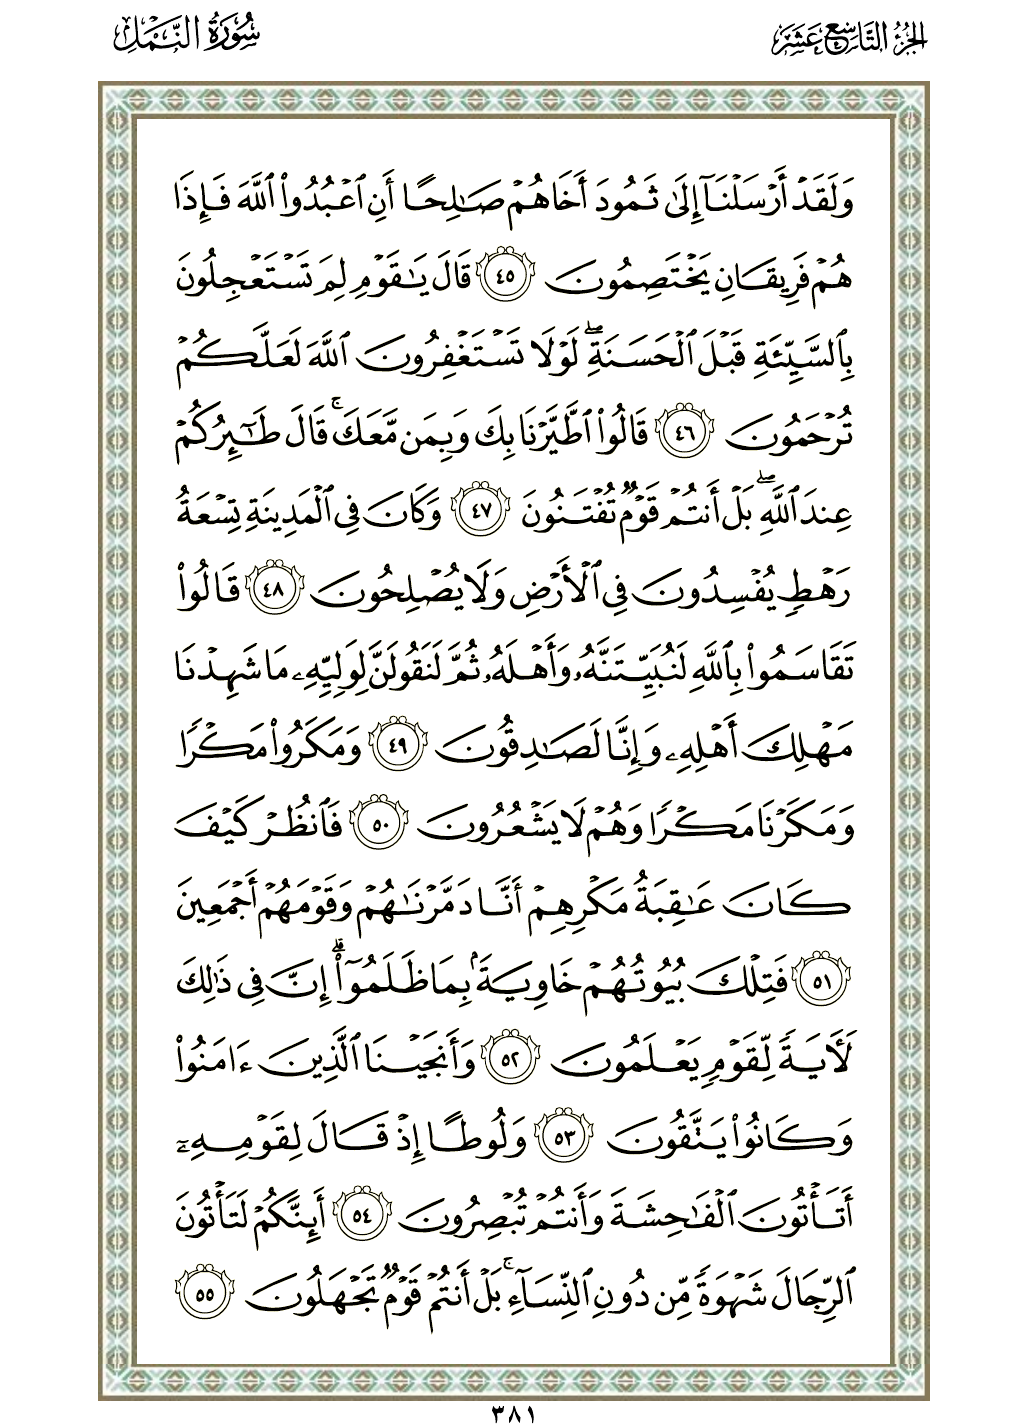 الجزء التاسع عشر
سورة النمل
وَلَقَدْ أَرْسَلْنَآ إِلَىٰ ثَمُودَ أَخَاهُمْ صَـٰلِحًا أَنِ ٱعْبُدُوا۟ ٱللَّهَ فَإِذَا
هُمْ فَرِيقَانِ يَخْتَصِمُونَ ٤٥ قَالَ يَـٰقَوْمِ لِمَ تَسْتَعْجِلُونَ
بِٱلسَّيِّئَةِ قَبْلَ ٱلْحَسَنَةِ ۖ لَوْلَا تَسْتَغْفِرُونَ ٱللَّهَ لَعَلَّكُمْ
تُرْحَمُونَ ٤٦ قَالُوا۟ ٱطَّيَّرْنَا بِكَ وَبِمَن مَّعَكَ ۚ قَالَ طَـٰٓئِرُكُمْ
عِندَ ٱللَّهِ ۖ بَلْ أَنتُمْ قَوْمٌ تُفْتَنُونَ ٤٧ وَكَانَ فِى ٱلْمَدِينَةِ تِسْعَةُ
رَهْطٍ يُفْسِدُونَ فِى ٱلْأَرْضِ وَلَا يُصْلِحُونَ ٤٨ قَالُوا۟
تَقَاسَمُوا۟ بِٱللَّهِ لَنُبَيِّتَنَّهُۥ وَأَهْلَهُۥ ثُمَّ لَنَقُولَنَّ لِوَلِيِّهِۦ مَا شَهِدْنَا
مَهْلِكَ أَهْلِهِۦ وَإِنَّا لَصَـٰدِقُونَ ٤٩ وَمَكَرُوا۟ مَكْرًا
وَمَكَرْنَا مَكْرًا وَهُمْ لَا يَشْعُرُونَ ٥٠ فَٱنظُرْ كَيْفَ
كَانَ عَـٰقِبَةُ مَكْرِهِمْ أَنَّا دَمَّرْنَـٰهُمْ وَقَوْمَهُمْ أَجْمَعِينَ
٥١ فَتِلْكَ بُيُوتُهُمْ خَاوِيَةًۢ بِمَا ظَلَمُوٓا۟ ۗ إِنَّ فِى ذَٰلِكَ
لَـَٔايَةً لِّقَوْمٍ يَعْلَمُونَ ٥٢ وَأَنجَيْنَا ٱلَّذِينَ ءَامَنُوا۟
وَكَانُوا۟ يَتَّقُونَ ٥٣ وَلُوطًا إِذْ قَالَ لِقَوْمِهِۦٓ
أَتَأْتُونَ ٱلْفَـٰحِشَةَ وَأَنتُمْ تُبْصِرُونَ ٥٤ أَئِنَّكُمْ لَتَأْتُونَ
ٱلرِّجَالَ شَهْوَةً مِّن دُونِ ٱلنِّسَآءِ ۚ بَلْ أَنتُمْ قَوْمٌ تَجْهَلُونَ ٥٥
٣٨١